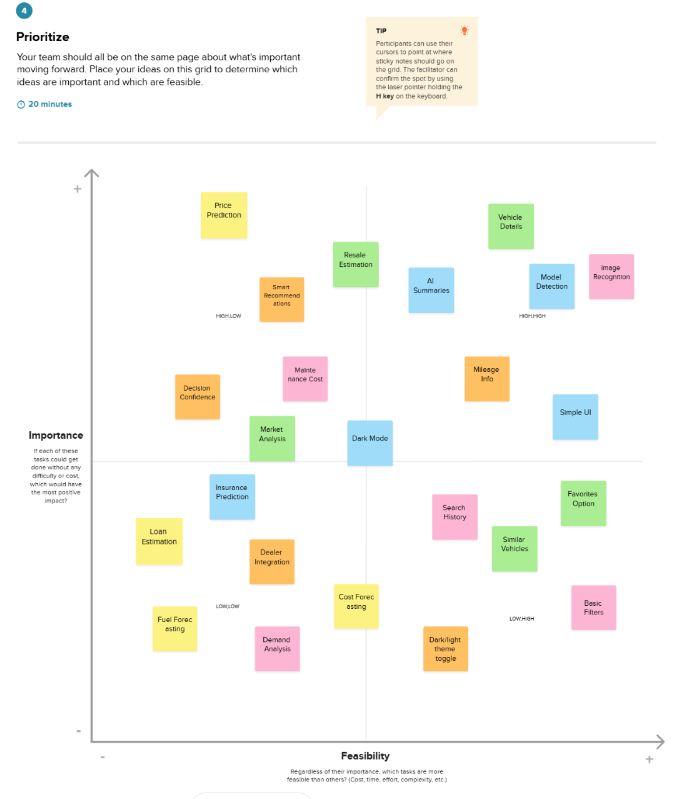 4
Prioritize
Your team should all be on the same page about what's important
moving forward. Place your ideas on this grid to determine which
ideas are important and which are feasible.
20 minutes
TIP
Participants can use their
cursors to point at where
sticky notes should go on
the grid. The facilitator can
confirm the spot by using
the laser pointer holding the
H key on the keyboard.
+
Price
Prediction
Vehicle
Details
Resale
Estimation
AI
Summaries
Model
Detection
Image
Recognition
Smart
Recommend
ations
HIGH,LOW
HIGH,HIGH
Mainte
nance Cost
Mileage
Info
Decision
Confidence
Simple UI
Market
Analysis
Dark Mode
Importance
If each of these
tasks could get
done without any
difficulty or cost,
which would have
the most positive
impact?
Insurance
Prediction
Favorites
Option
Search
History
Loan
Estimation
Similar
Vehicles
Dealer
Integration
Cost Forec
asting
Basic
Filters
LOW,LOW
Fuel Forec
asting
LOW,HIGH
Demand
Analysis
Dark/light
theme
toggle
-
-
Feasibility
+
Regardless of their importance, which tasks are more
feasible than others? (Cost, time, effort, complexity, etc.)